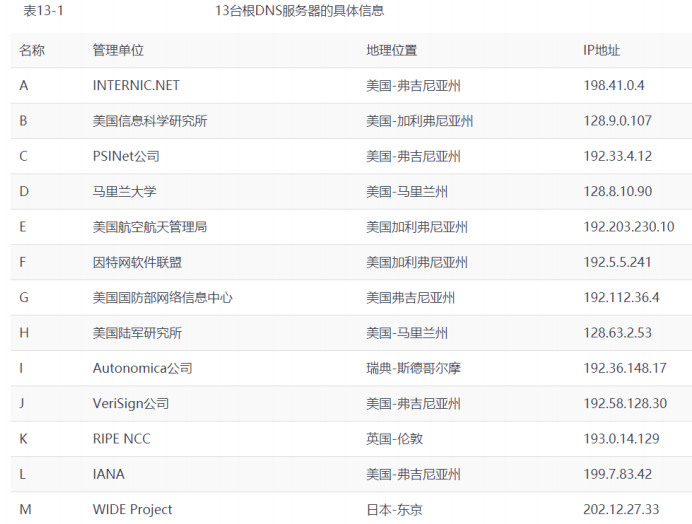 表13-1 13台根DNS服务器的具体信息
名称 管理单位 地理位置 IP地址
A INTERNIC.NET 美国-弗吉尼亚州 198.41.0.4
B 美国信息科学研究所 美国-加利弗尼亚州 128.9.0.107
C PSINet公司 美国-弗吉尼亚州 192.33.4.12
D 马里兰大学 美国-马里兰州 128.8.10.90
E 美国航空航天管理局 美国加利弗尼亚州 192.203.230.10
F 因特网软件联盟 美国加利弗尼亚州 192.5.5.241
G 美国国防部网络信息中心 美国弗吉尼亚州 192.112.36.4
H 美国陆军研究所 美国-马里兰州 128.63.2.53
I Autonomica公司 瑞典-斯德哥尔摩 192.36.148.17
J VeriSign公司 美国-弗吉尼亚州 192.58.128.30
K RIPE NCC 英国-伦敦 193.0.14.129
L IANA 美国-弗吉尼亚州 199.7.83.42
M WIDE Project 日本-东京 202.12.27.33